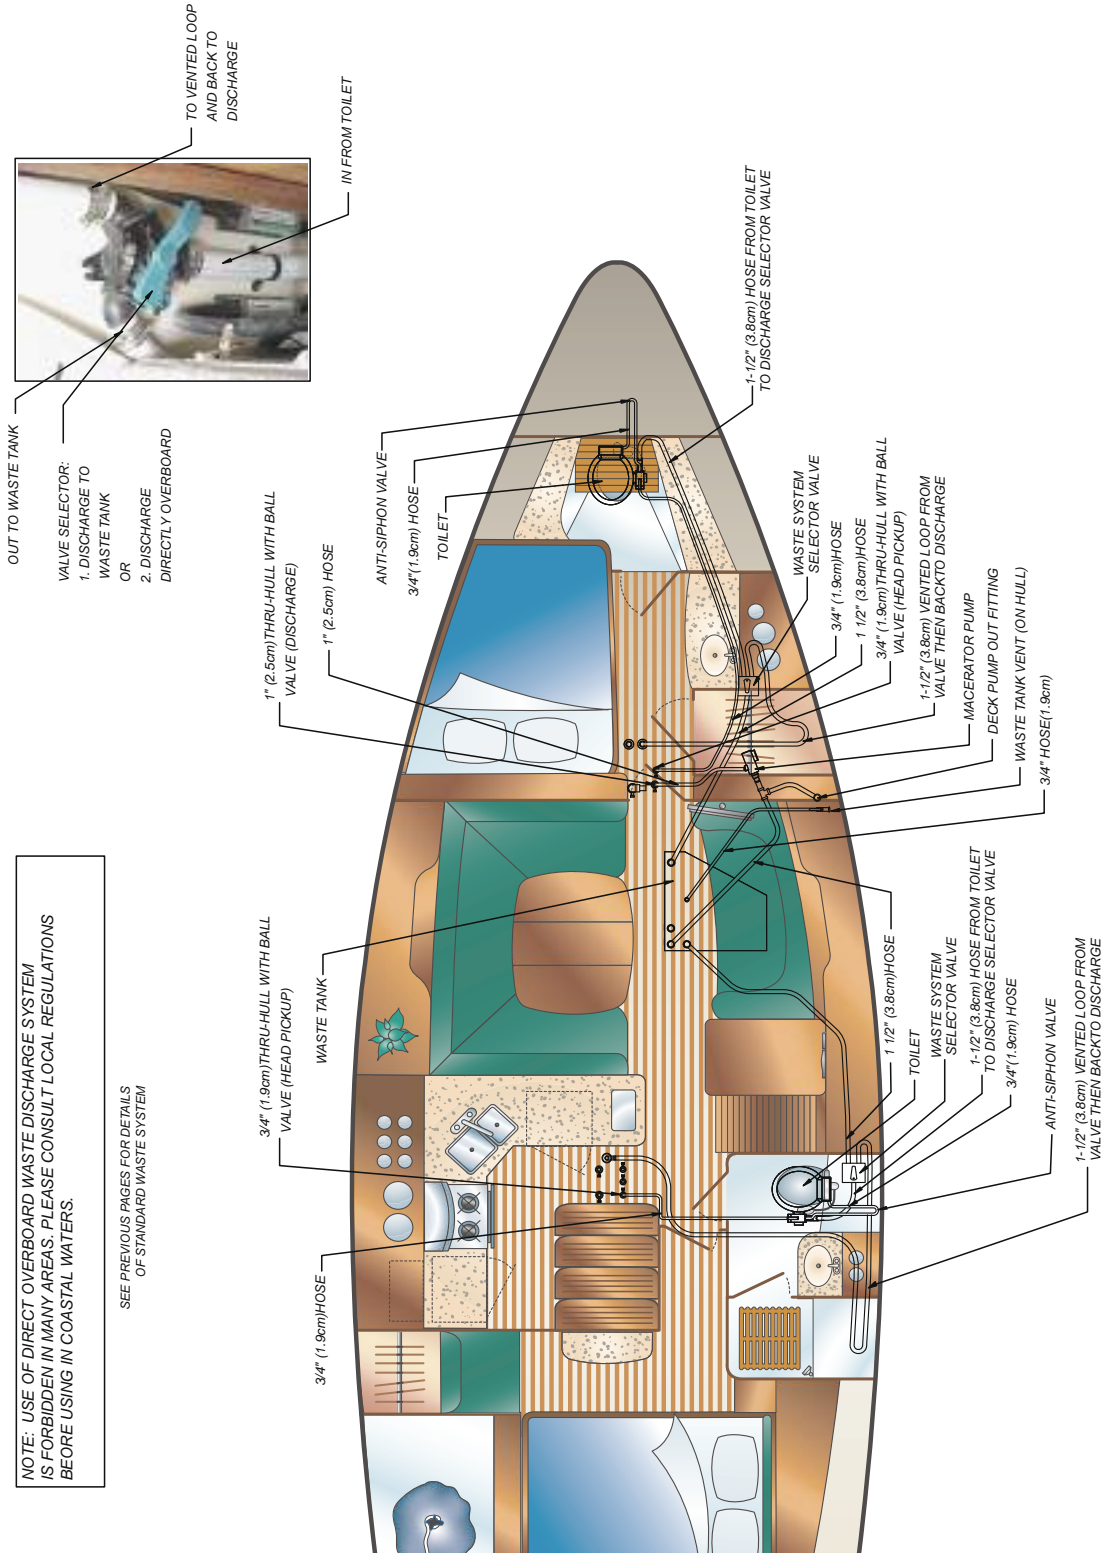 NOTE: USE OF DIRECT OVERBOARD WASTE DISCHARGE SYSTEM
IS FORBIDDEN IN MANY AREAS. PLEASE CONSULT LOCAL REGULATIONS
BEORE USING IN COASTAL WATERS.
SEE PREVIOUS PAGES FOR DETAILS
OF STANDARD WASTE SYSTEM
OUT TO WASTE TANK
VALVE SELECTOR:
1. DISCHARGE TO
WASTE TANK
OR
2. DISCHARGE
DIRECTLY OVERBOARD
TO VENTED LOOP
AND BACK TO
DISCHARGE
IN FROM TOILET
3/4" (1.9cm)HOSE
3/4" (1.9cm)THRU-HULL WITH BALL
VALVE (HEAD PICKUP)
WASTE TANK
1" (2.5cm)THRU-HULL WITH BALL
VALVE (DISCHARGE)
1" (2.5cm) HOSE
ANTI-SIPHON VALVE
3/4"(1.9cm) HOSE
TOILET
1-1/2" (3.8cm) HOSE FROM TOILET
TO DISCHARGE SELECTOR VALVE
WASTE SYSTEM
SELECTOR VALVE
3/4" (1.9cm)HOSE
1 1/2" (3.8cm)HOSE
3/4" (1.9cm)THRU-HULL WITH BALL
VALVE (HEAD PICKUP)
1-1/2" (3.8cm) VENTED LOOP FROM
VALVE THEN BACKTO DISCHARGE
MACERATOR PUMP
DECK PUMP OUT FITTING
WASTE TANK VENT (ON HULL)
3/4" HOSE(1.9cm)
1 1/2" (3.8cm)HOSE
TOILET
WASTE SYSTEM
SELECTOR VALVE
1-1/2" (3.8cm) HOSE FROM TOILET
TO DISCHARGE SELECTOR VALVE
3/4"(1.9cm) HOSE
ANTI-SIPHON VALVE
1-1/2" (3.8cm) VENTED LOOP FROM
VALVE THEN BACKTO DISCHARGE